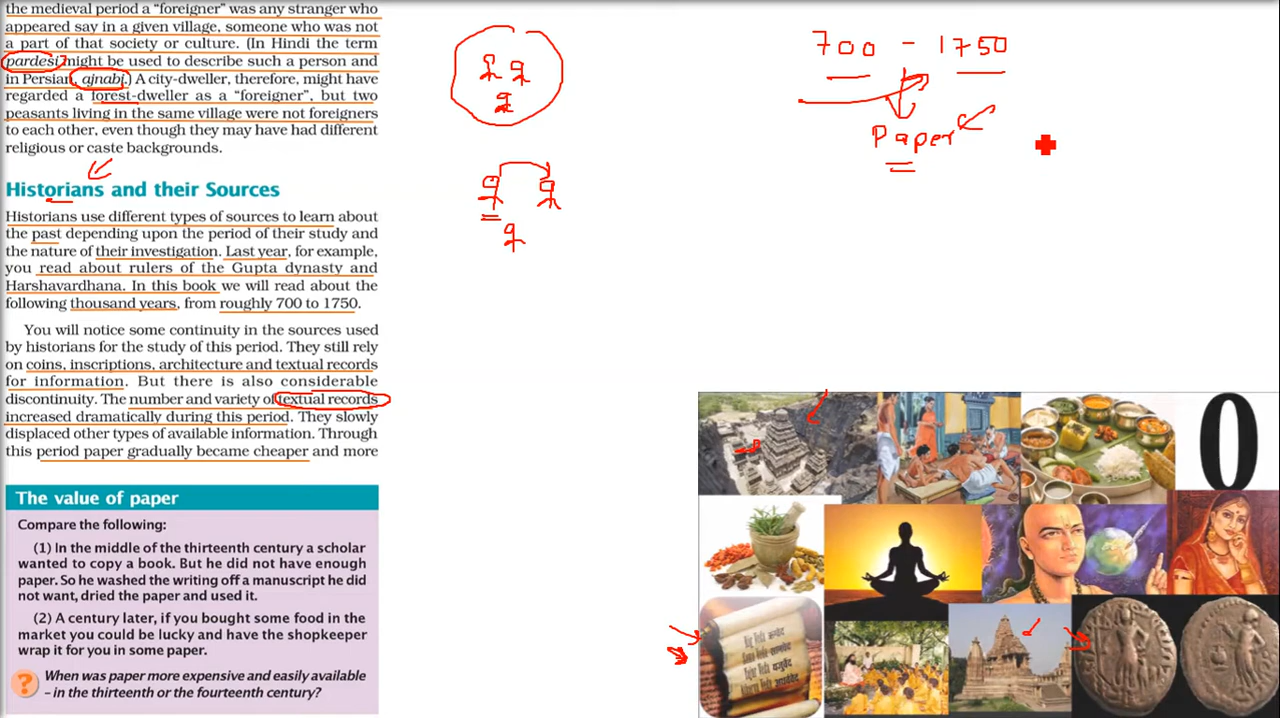 the medieval period a “foreigner” was any stranger who
appeared say in a given village, someone who was not
a part of that society or culture. (In Hindi the term
pardesi might be used to describe such a person and
in Persian, ajnabi.) A city-dweller, therefore, might have
regarded a forest-dweller as a “foreigner”, but two
peasants living in the same village were not foreigners
to each other, even though they may have had different
religious or caste backgrounds.
Historians and their Sources
Historians use different types of sources to learn about
the past depending upon the period of their study and
the nature of their investigation. Last year, for example,
you read about rulers of the Gupta dynasty and
Harshavardhana. In this book we will read about the
following thousand years, from roughly 700 to 1750.
You will notice some continuity in the sources used
by historians for the study of this period. They still rely
on coins, inscriptions, architecture and textual records
for information. But there is also considerable
discontinuity. The number and variety of textual records
increased dramatically during this period. They slowly
displaced other types of available information. Through
this period paper gradually became cheaper and more
The value of paper
Compare the following:
(1) In the middle of the thirteenth century a scholar
wanted to copy a book. But he did not have enough
paper. So he washed the writing off a manuscript he did
not want, dried the paper and used it.
(2) A century later, if you bought some food in the
market you could be lucky and have the shopkeeper
wrap it for you in some paper.
? When was paper more expensive and easily available
– in the thirteenth or the fourteenth century?
700 - 1750
Paper
0
Rig Veda ऋग्वेद
Sama Veda सामवेद
Yajur Veda यजुर्वेद
अथर्ववेद